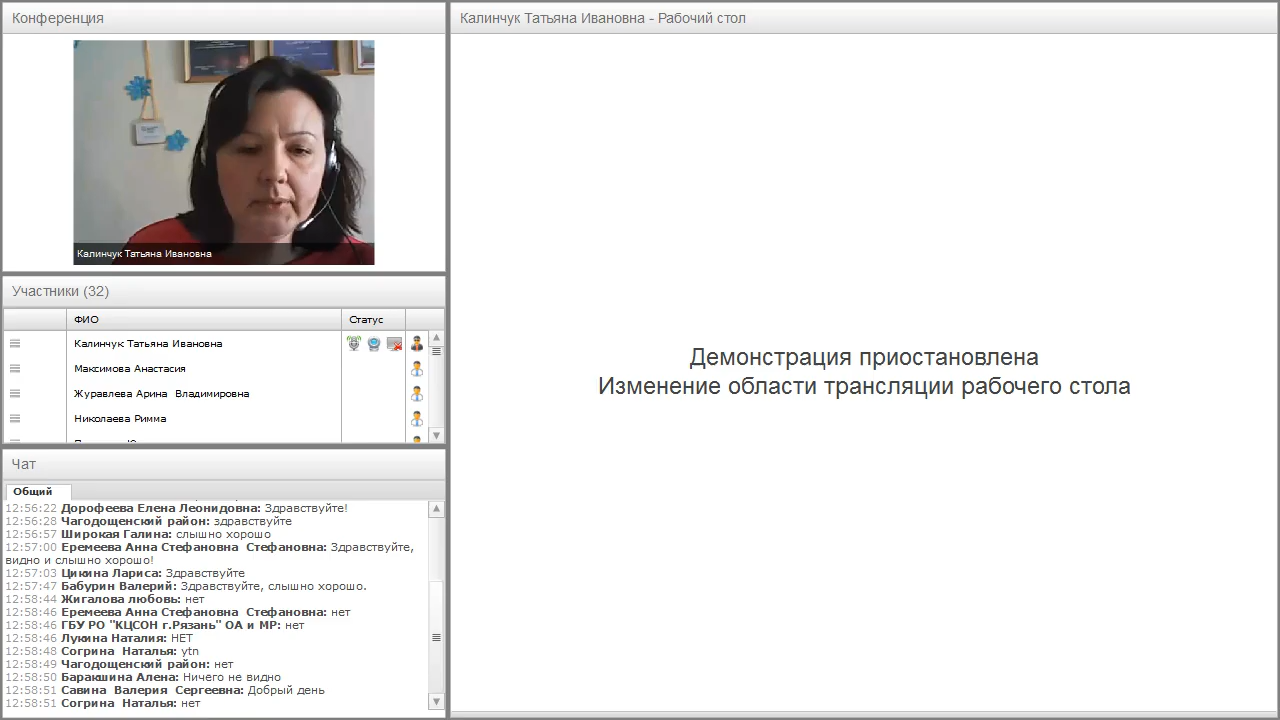 Конференция
Калинчук Татьяна Ивановна
Участники (32)
ФИО
Статус
Калинчук Татьяна Ивановна
Максимова Анастасия
Журавлева Арина  Владимировна
Николаева Римма
Чат
Общий
12:56:22 Дорофеева Елена Леонидовна: Здравствуйте!
12:56:28 Чагодощенский район: здравствуйте
12:56:57 Широкая Галина: слышно хорошо
12:57:00 Еремеева Анна Стефановна  Стефановна: Здравствуйте,
видно и слышно хорошо!
12:57:03 Цикина Лариса: Здравствуйте
12:57:47 Бабурин Валерий: Здравствуйте, слышно хорошо.
12:58:44 Жигалова любовь: нет
12:58:46 Еремеева Анна Стефановна  Стефановна: нет
12:58:46 ГБУ РО "КЦСОН г.Рязань" ОА и МР: нет
12:58:46 Лукина Наталия: НЕТ
12:58:48 Согрина  Наталья: ytn
12:58:49 Чагодощенский район: нет
12:58:50 Баракшина Алена: Ничего не видно
12:58:51 Савина  Валерия  Сергеевна: Добрый день
12:58:51 Согрина  Наталья: нет
Калинчук Татьяна Ивановна - Рабочий стол
Демонстрация приостановлена
Изменение области трансляции рабочего стола